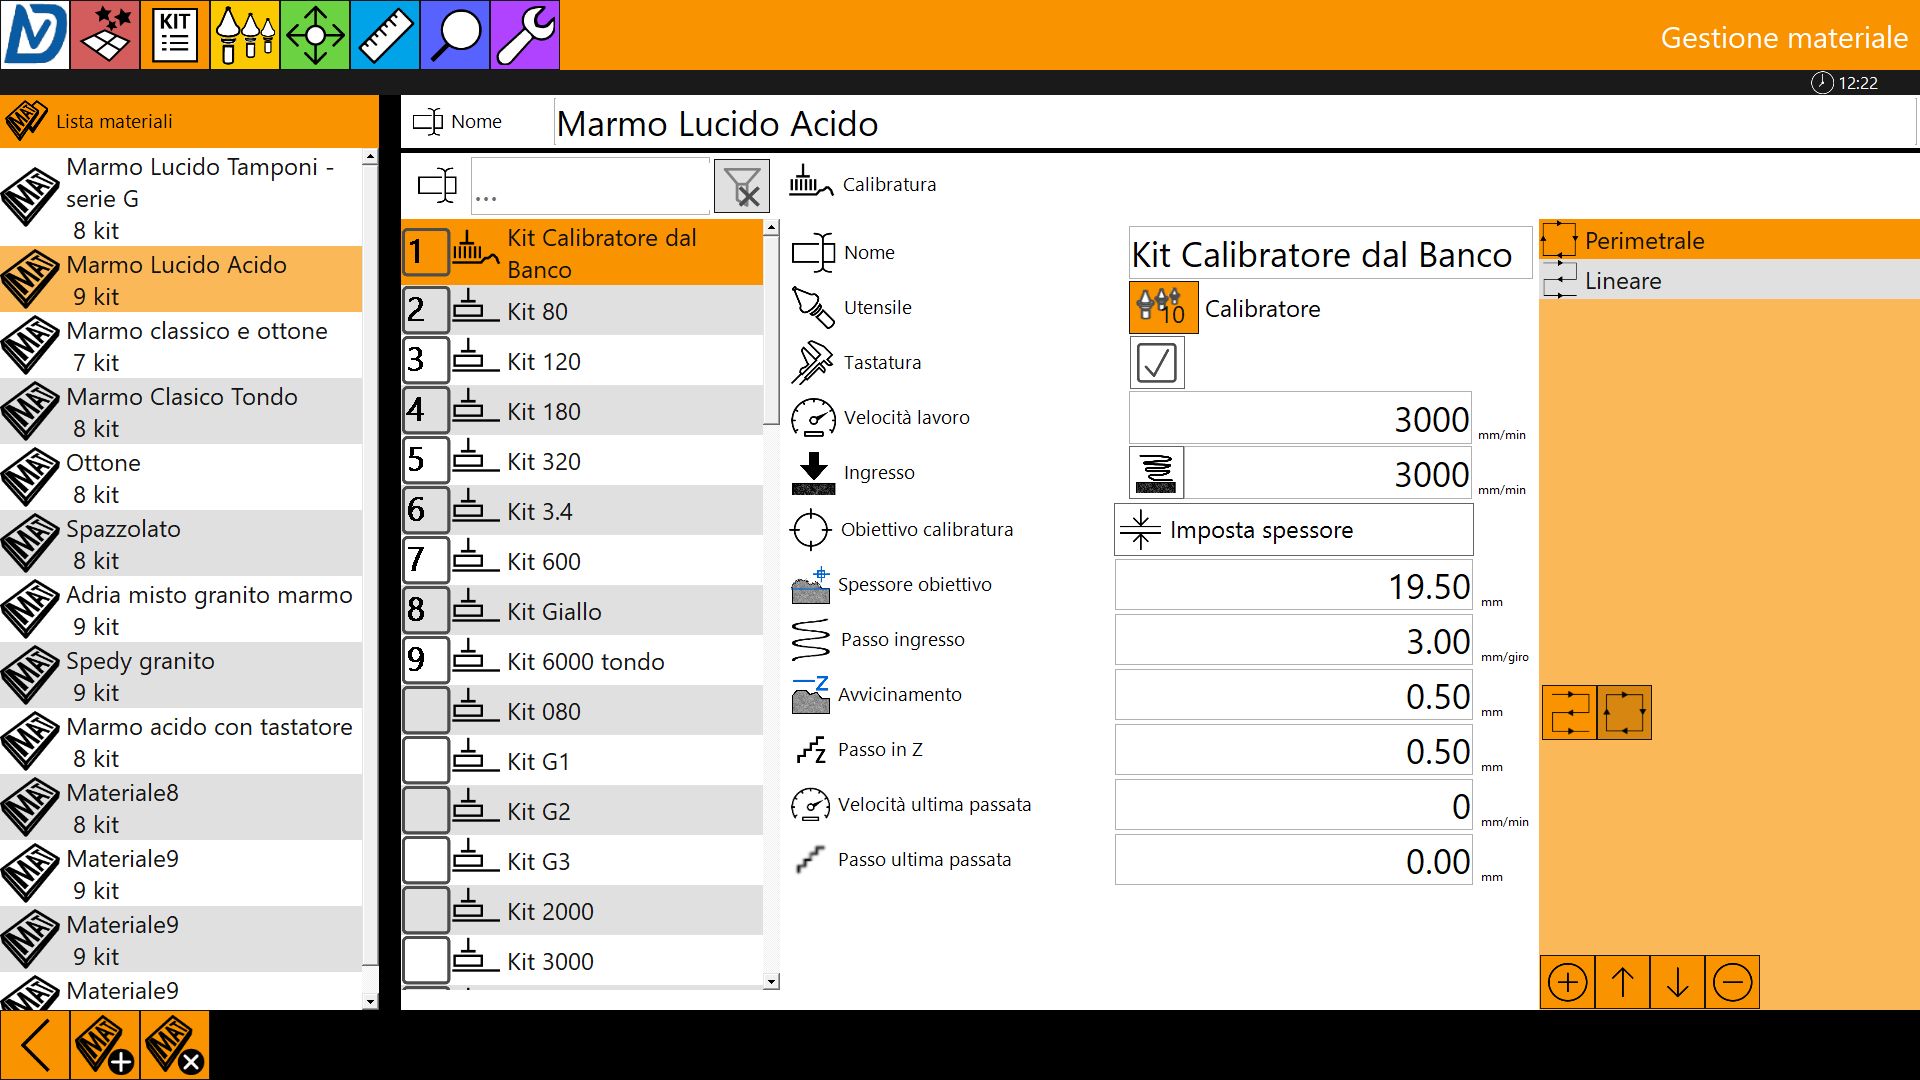 KIT
Gestione materiale
12:22
Lista materiali
Marmo Lucido Tamponi -
serie G
8 kit
Marmo Lucido Acido
9 kit
Marmo classico e ottone
7 kit
Marmo Clasico Tondo
8 kit
Ottone
8 kit
Spazzolato
8 kit
Adria misto granito marmo
9 kit
Spedy granito
9 kit
Marmo acido con tastatore
8 kit
Materiale8
8 kit
Materiale9
9 kit
Materiale9
9 kit
Materiale9
MAT
MAT
Nome
Marmo Lucido Acido
...
1 Kit Calibratore dal
Banco
2 Kit 80
3 Kit 120
4 Kit 180
5 Kit 320
6 Kit 3.4
7 Kit 600
8 Kit Giallo
9 Kit 6000 tondo
Kit 080
Kit G1
Kit G2
Kit G3
Kit 2000
Kit 3000
Calibratura
Nome Kit Calibratore dal Banco
Utensile 10 Calibratore
Tastatura
Velocità lavoro 3000 mm/min
Ingresso 3000 mm/min
Obiettivo calibratura Imposta spessore
Spessore obiettivo 19.50 mm
Passo ingresso 3.00 mm/giro
Z Avvicinamento 0.50 mm
Z Passo in Z 0.50 mm
Velocità ultima passata 0 mm/min
Passo ultima passata 0.00 mm
Perimetrale
Lineare